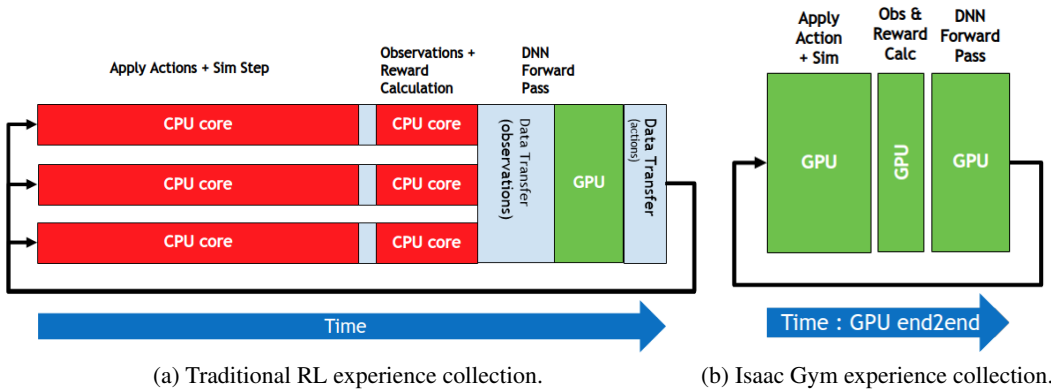 Apply Actions + Sim Step
Observations +
Reward
Calculation
DNN
Forward
Pass
CPU core
CPU core
CPU core
CPU core
CPU core
CPU core
Data Transfer
(observations)
GPU
Data Transfer
(actions)
Time
(a) Traditional RL experience collection.
Apply
Action
+ Sim
Obs &
Reward
Calc
DNN
Forward
Pass
GPU
GPU
GPU
Time : GPU end2end
(b) Isaac Gym experience collection.